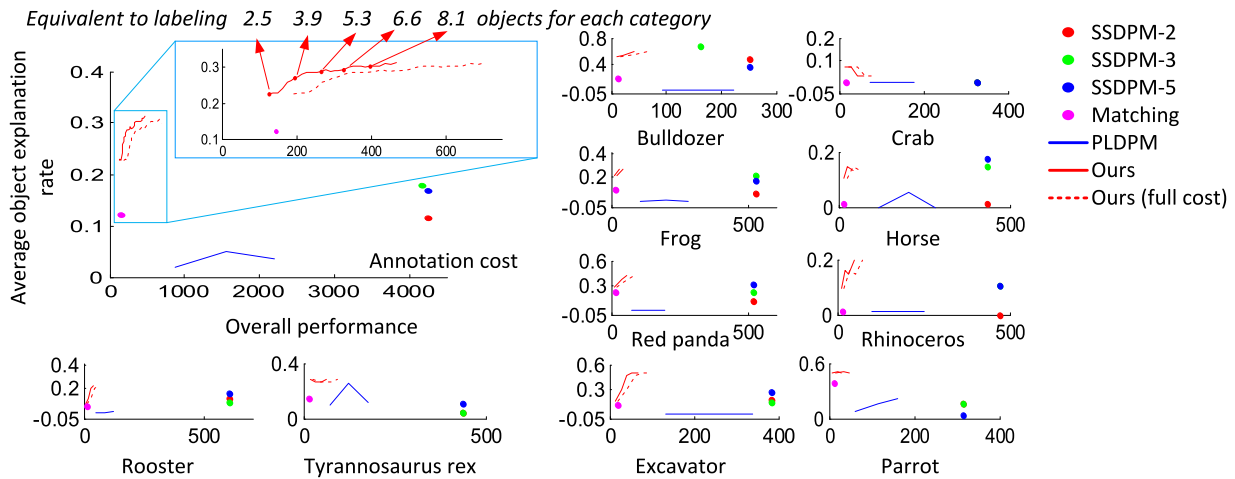 Equivalent to labeling 2.5 3.9 5.3 6.6 8.1 objects for each category
Average object explanation
rate
0.4
0.3
0.2
0.1
0
0 1000 2000 3000 4000
Annotation cost
Overall performance
0.3
0.2
0.1
0 200 400 600
0.8
0.4
-0.05
0 100 200 300
Bulldozer
0.2
0.1
-0.05
0 200 400
Crab
0.4
0.2
-0.05
0 500
Frog
0.2
0
0 500
Horse
0.6
0.3
-0.05
0 500
Red panda
0.2
0
0 500
Rhinoceros
0.4
0.2
-0.05
0 500
Rooster
0.4
0
0 500
Tyrannosaurus rex
0.6
0.3
-0.05
0 200 400
Excavator
0.6
0
0 200 400
Parrot
SSDPM-2
SSDPM-3
SSDPM-5
Matching
PLDPM
Ours
Ours (full cost)